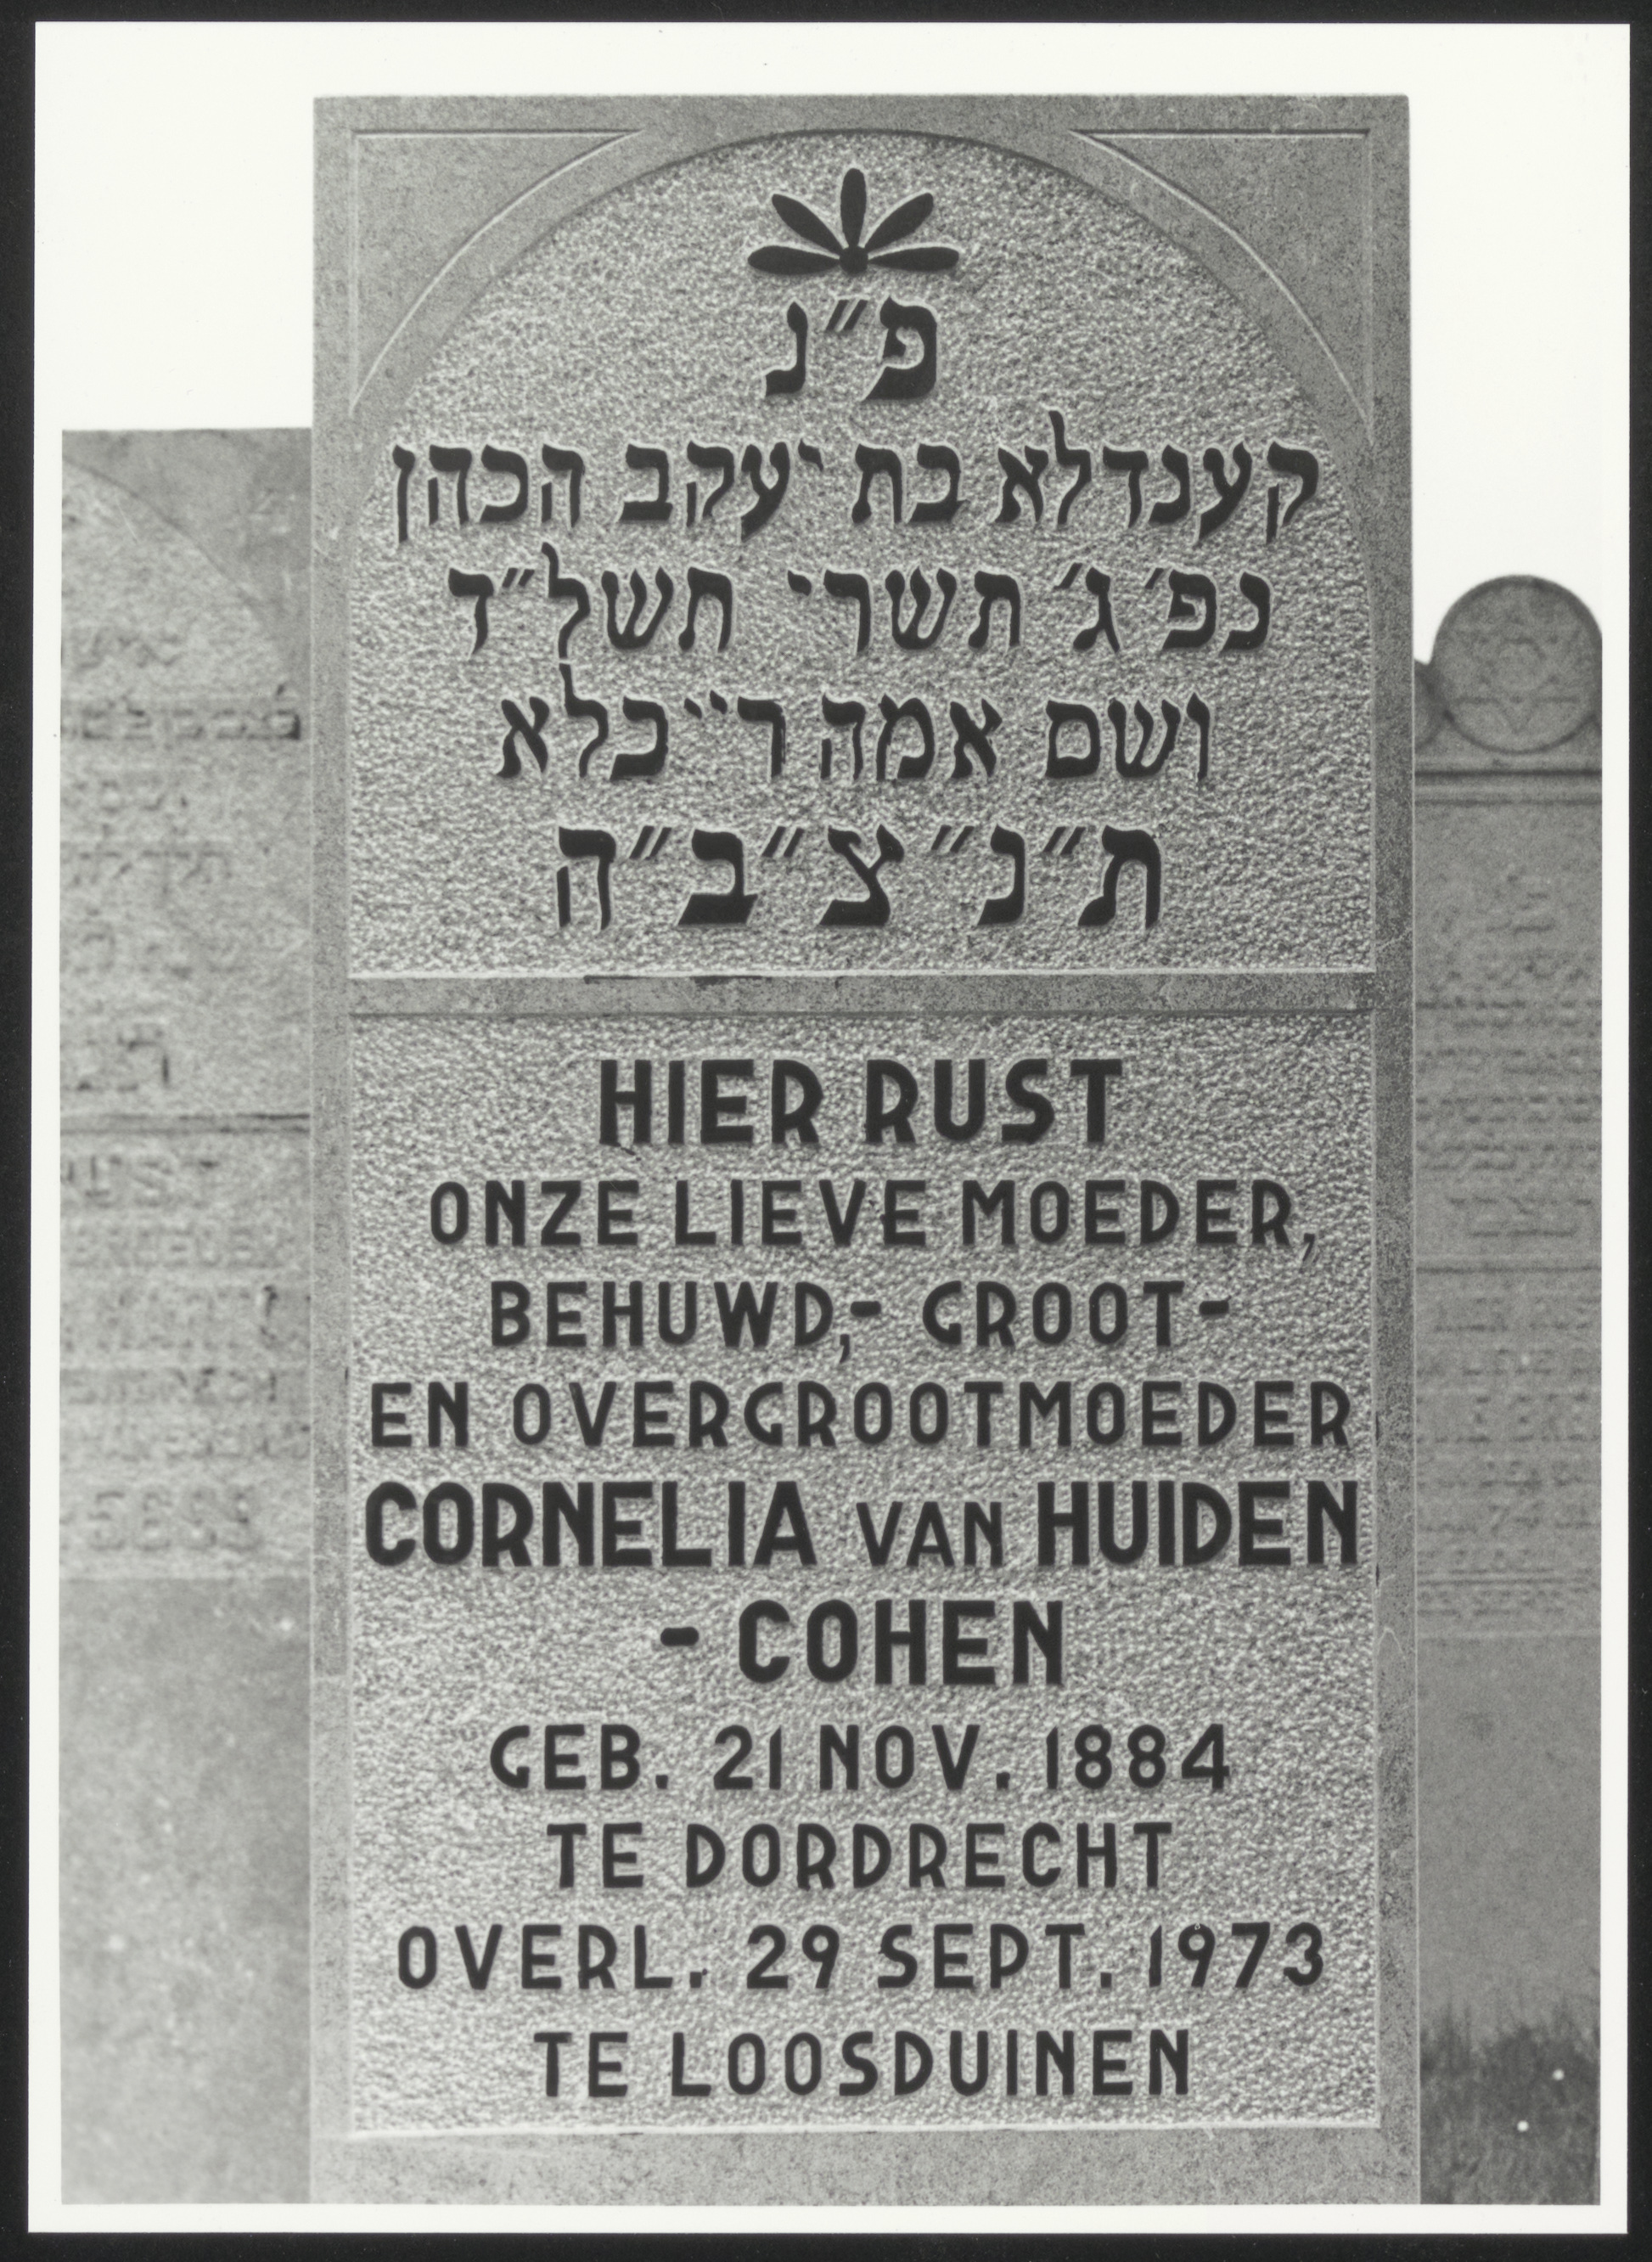 פ״נ
קענדלא בת יעקב הכהן
נפ׳ ג׳ תשרי תשל״ד
ושם אמה רייכלא
ת״נ״צ״ב״ה
HIER RUST
ONZE LIEVE MOEDER,
BEHUWD,- GROOT-
EN OVERGROOTMOEDER
CORNELIA VAN HUIDEN
- COHEN
GEB. 21 NOV. 1884
TE DORDRECHT
OVERL. 29 SEPT. 1973
TE LOOSDUINEN